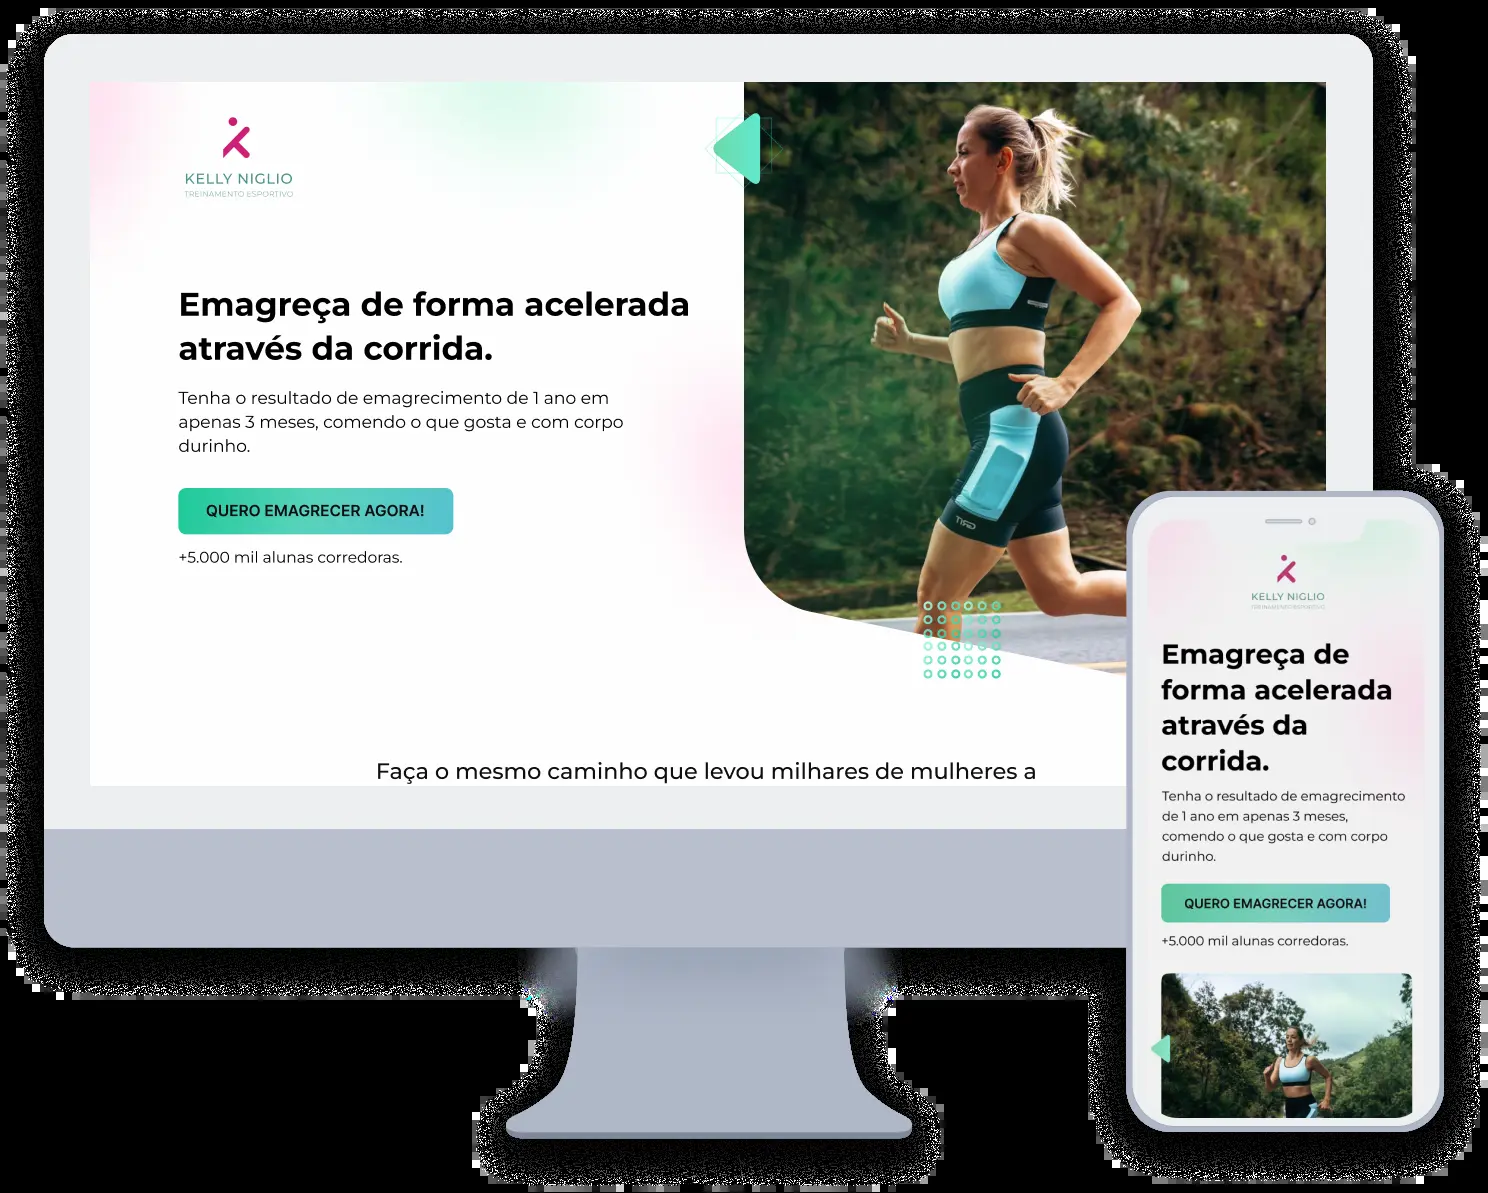 KELLY NIGLIO
TREINAMENTO ESPORTIVO
Emagreça de forma acelerada
através da corrida.
Tenha o resultado de emagrecimento de 1 ano em
apenas 3 meses, comendo o que gosta e com corpo
durinho.
QUERO EMAGRECER AGORA!
+5.000 mil alunas corredoras.
Faça o mesmo caminho que levou milhares de mulheres a
KELLY NIGLIO
TREINAMENTO ESPORTIVO
Emagreça de
forma acelerada
através da
corrida.
Tenha o resultado de emagrecimento
de 1 ano em apenas 3 meses,
comendo o que gosta e com corpo
durinho.
QUERO EMAGRECER AGORA!
+5.000 mil alunas corredoras.